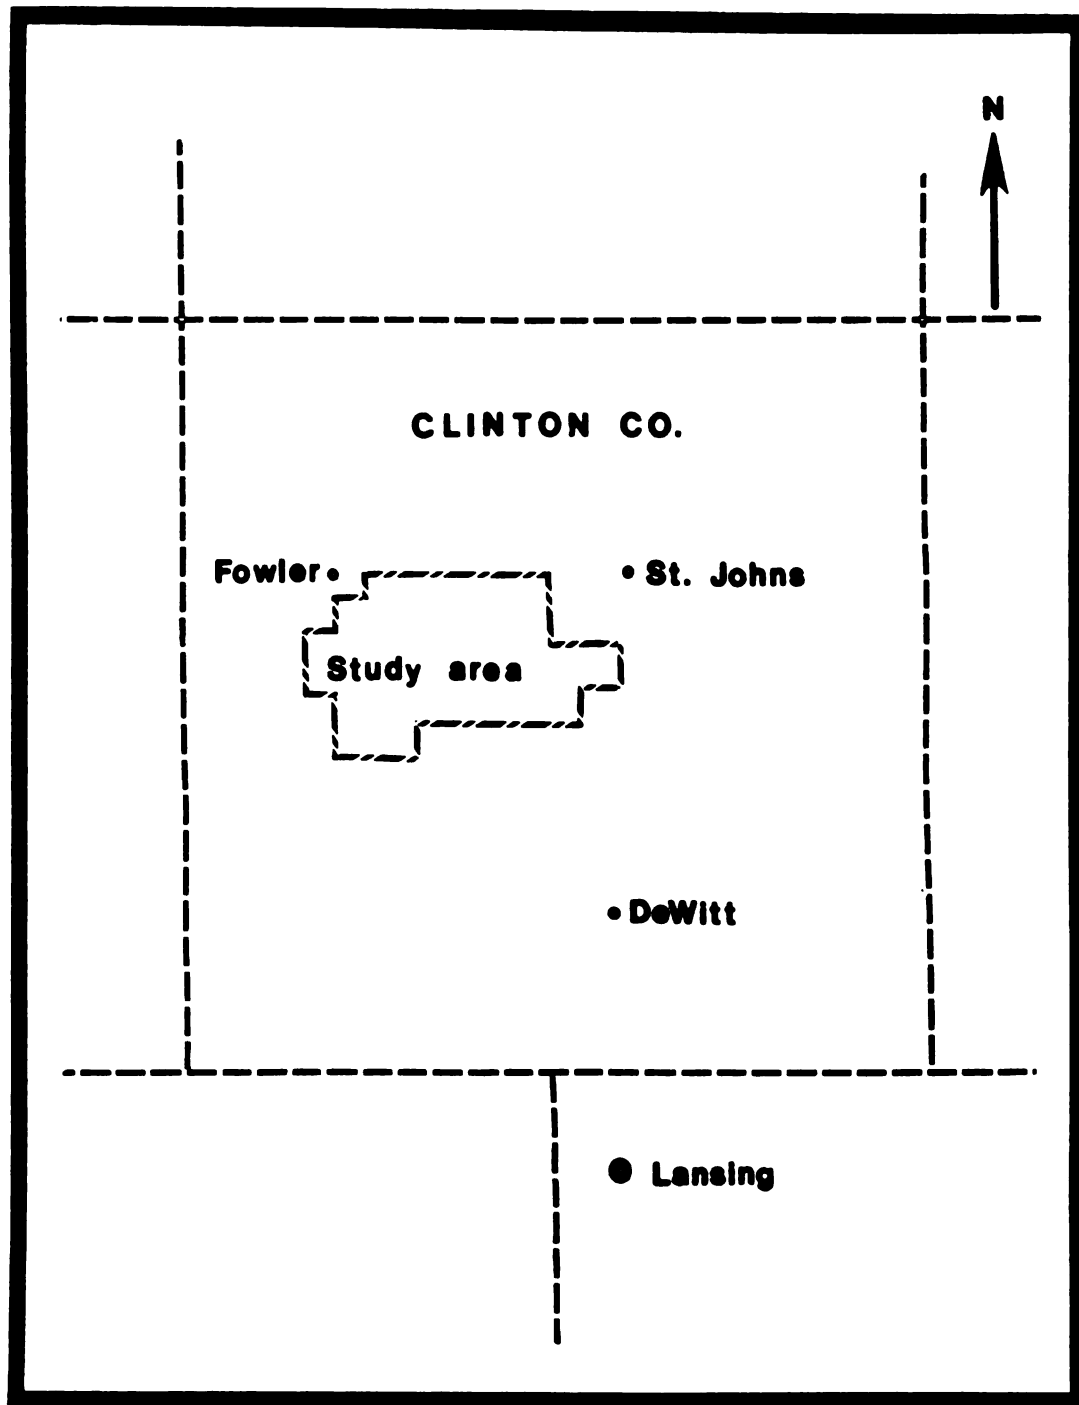 N
CLINTON CO.
Fowler
St. Johns
Study area
DeWitt
Lansing